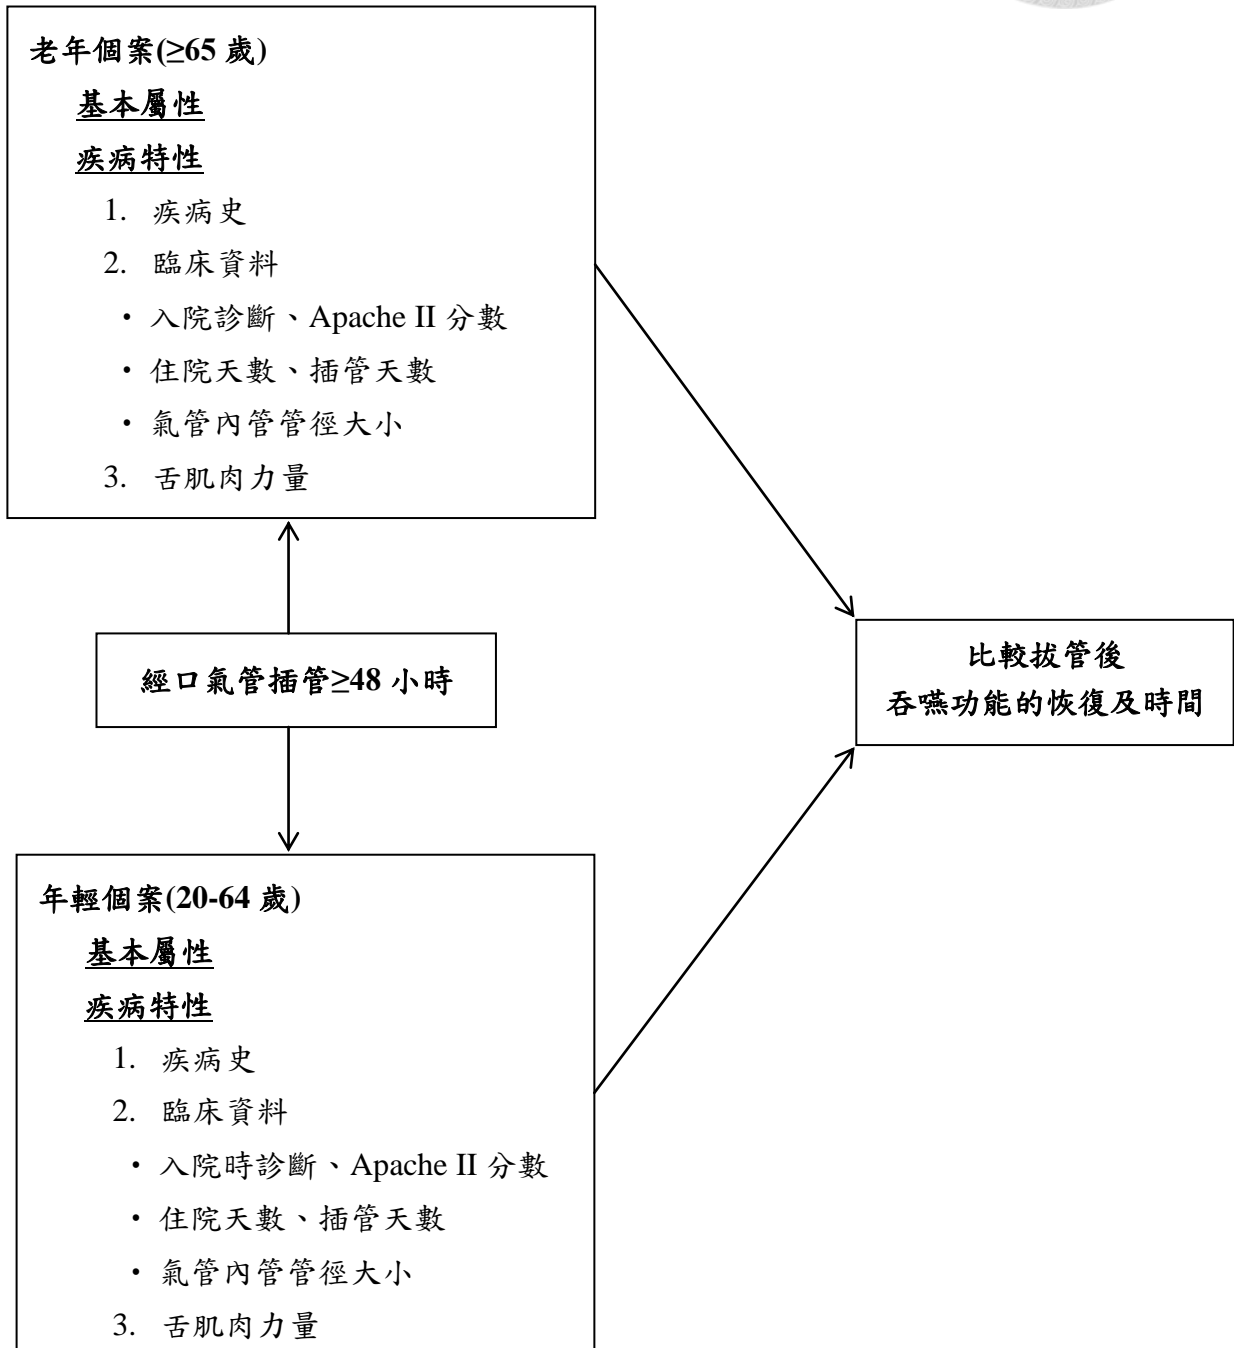 老年個案(≥65 歲)
基本屬性
疾病特性
1. 疾病史
2. 臨床資料
・入院診斷、Apache II 分數
・住院天數、插管天數
・氣管內管管徑大小
3. 舌肌肉力量
經口氣管插管≥48 小時
比較拔管後
吞嚥功能的恢復及時間
年輕個案(20-64 歲)
基本屬性
疾病特性
1. 疾病史
2. 臨床資料
・入院時診斷、Apache II 分數
・住院天數、插管天數
・氣管內管管徑大小
3. 舌肌肉力量